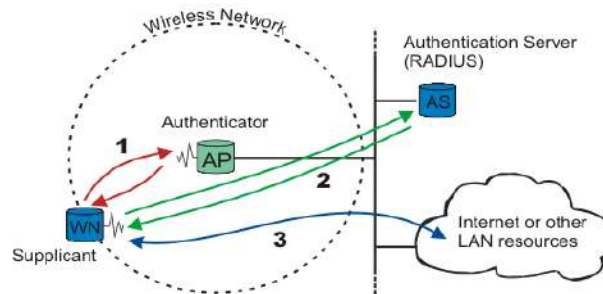 Wireless Network
Authentication Server
(RADIUS)
AS
Authenticator
1
AP
2
WN
Supplicant
3
Internet or other
LAN resources